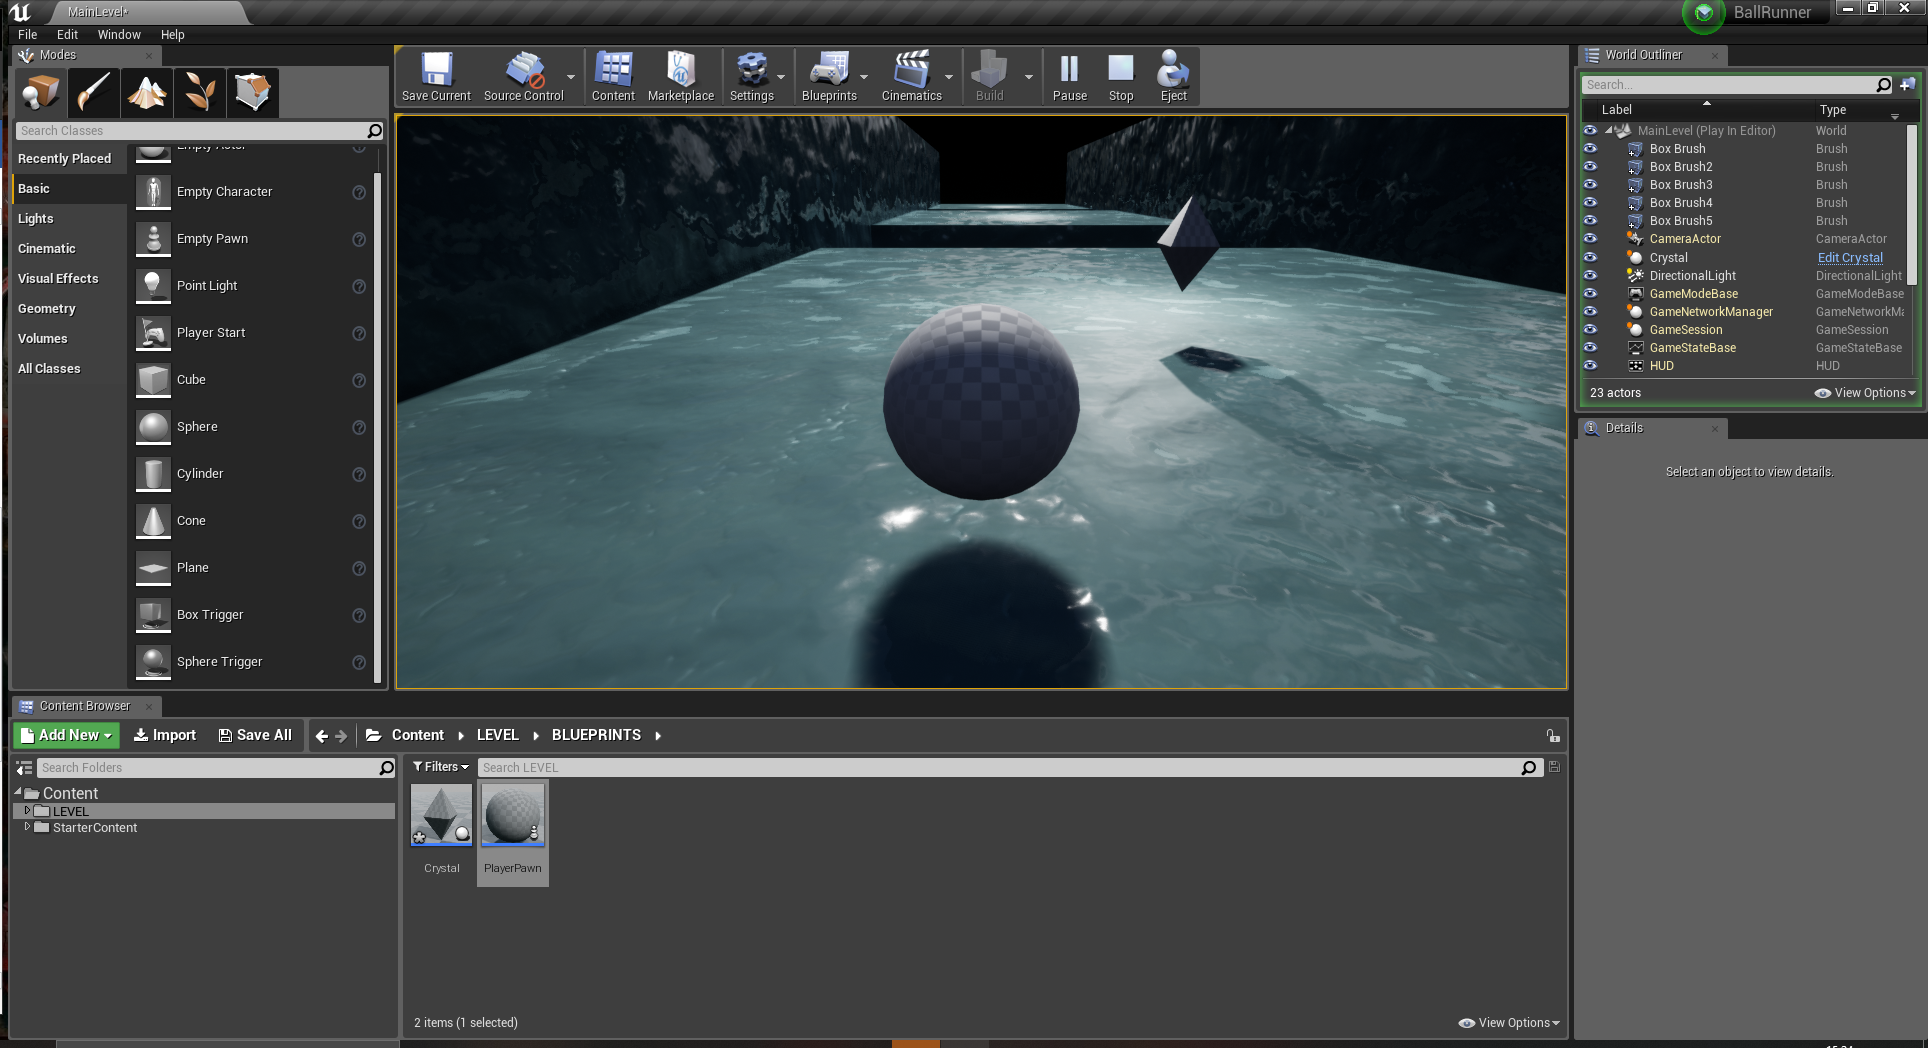 MainLevel*
BallRunner
File Edit Window Help
Modes
Search Classes
Recently Placed
Basic
Lights
Cinematic
Visual Effects
Geometry
Volumes
All Classes
Empty Actor
Empty Character
Empty Pawn
Point Light
Player Start
Cube
Sphere
Cylinder
Cone
Plane
Box Trigger
Sphere Trigger
Save Current Source Control Content Marketplace Settings Blueprints Cinematics Build Pause Stop Eject
World Outliner
Search...
Label Type
MainLevel (Play In Editor) World
Box Brush Brush
Box Brush2 Brush
Box Brush3 Brush
Box Brush4 Brush
Box Brush5 Brush
CameraActor CameraActor
Crystal Edit Crystal
DirectionalLight DirectionalLight
GameModeBase GameModeBase
GameNetworkManager GameNetworkMa
GameSession GameSession
GameStateBase GameStateBase
HUD HUD
23 actors View Options
Details
Select an object to view details.
Content Browser
Add New Import Save All Content LEVEL BLUEPRINTS
Search Folders
Content
LEVEL
StarterContent
Filters Search LEVEL
Crystal PlayerPawn
2 items (1 selected) View Options